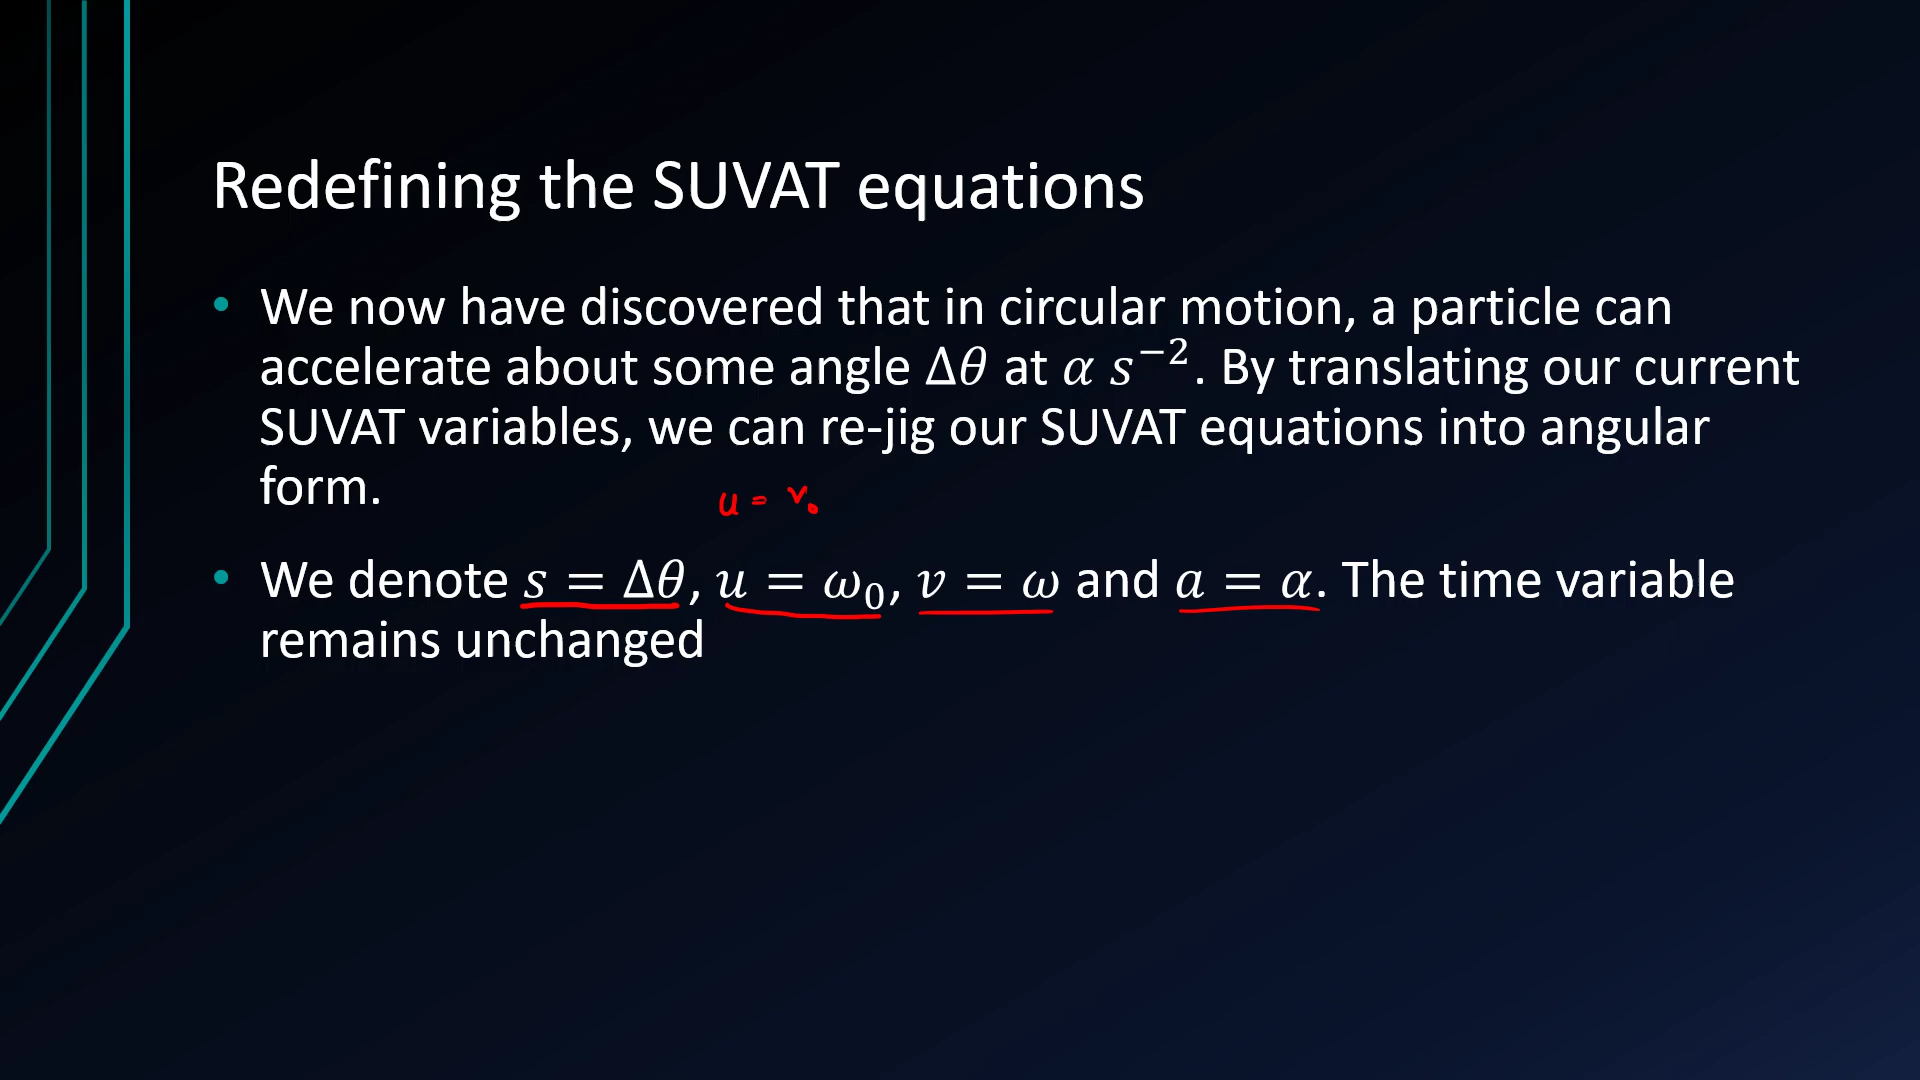 Redefining the SUVAT equations
• We now have discovered that in circular motion, a particle can
accelerate about some angle Δθ at α s⁻². By translating our current
SUVAT variables, we can re-jig our SUVAT equations into angular
form.
u = v₀
• We denote s = Δθ, u = ω₀, v = ω and a = α. The time variable
remains unchanged